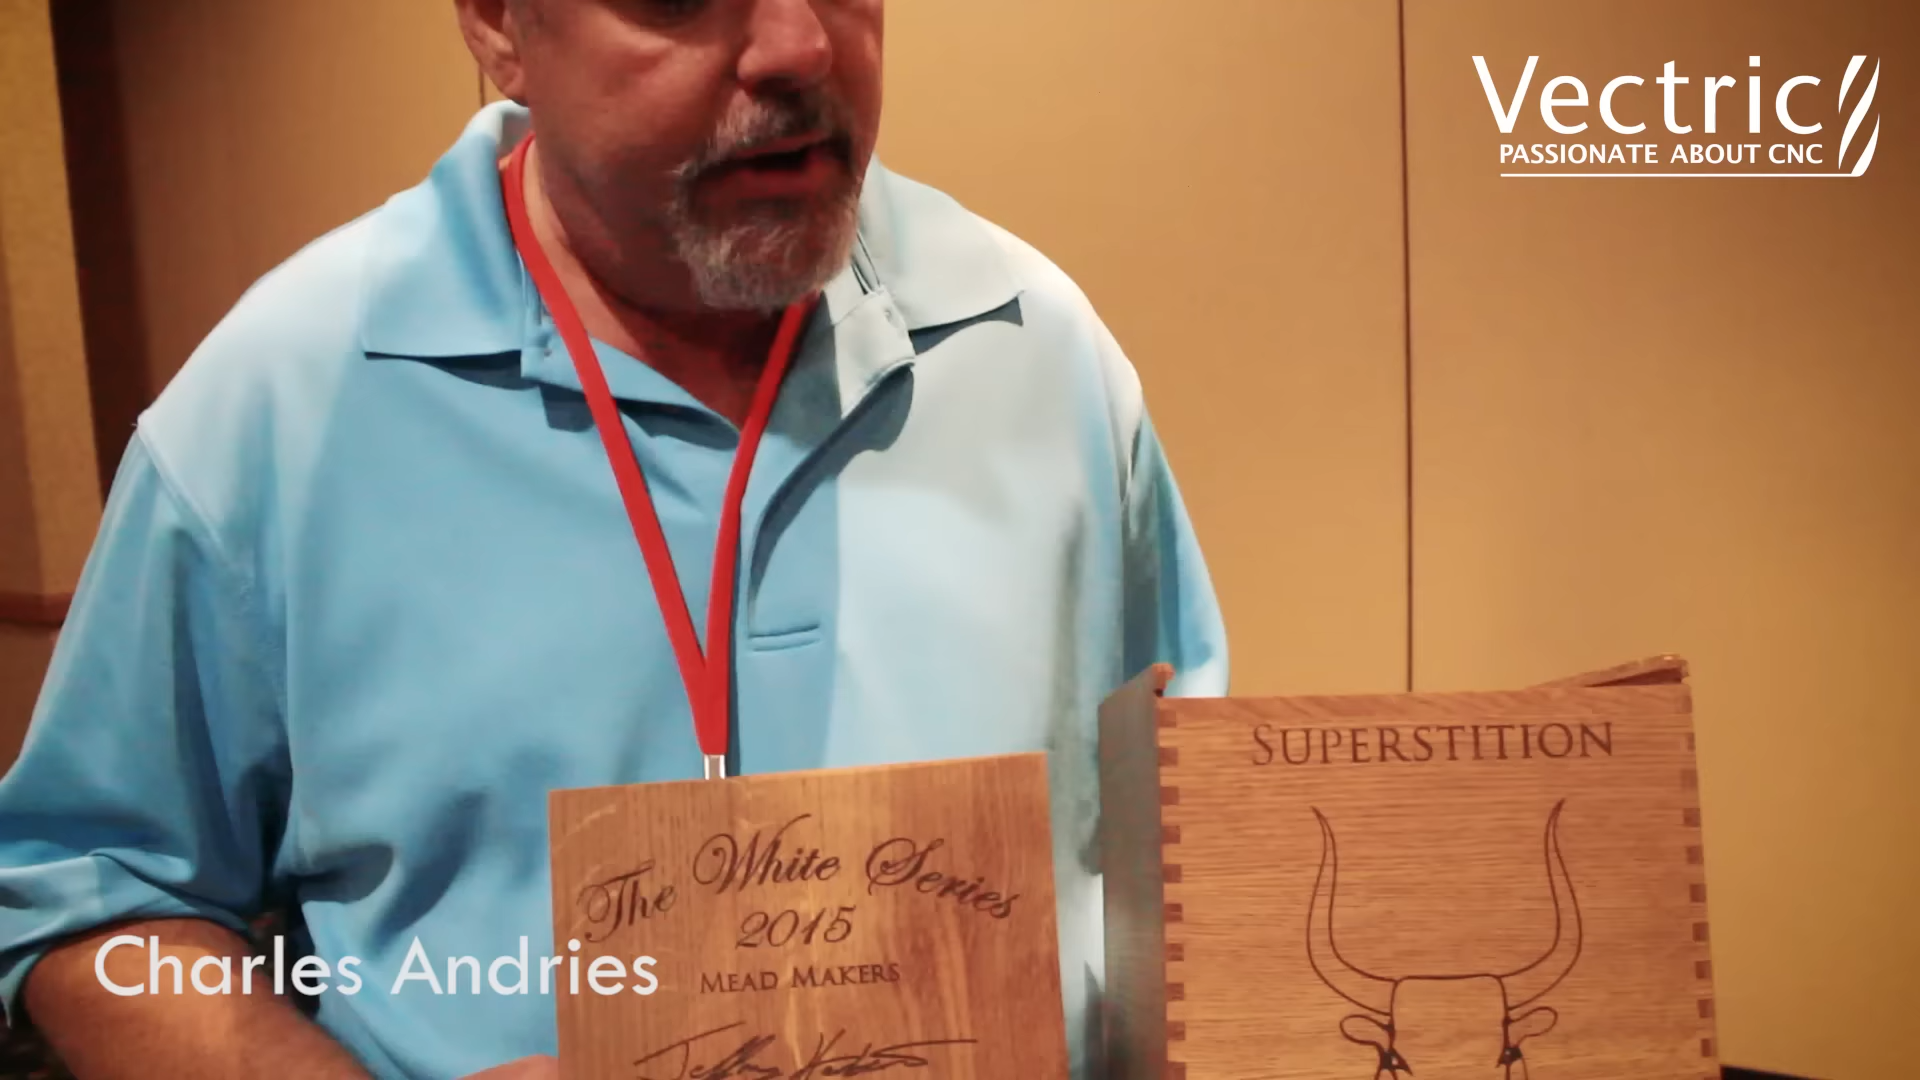 Vectric
PASSIONATE ABOUT CNC
SUPERSTITION
The White Series
2015
MEAD MAKERS
Charles Andries